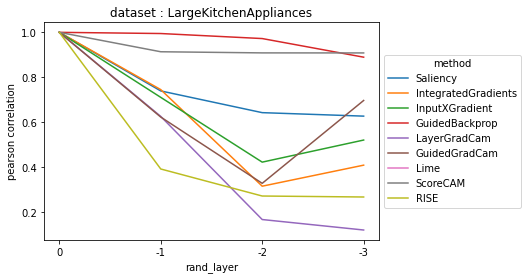 dataset : LargeKitchenAppliances
1.0
0.8
0.6
0.4
0.2
pearson correlation
0
-1
-2
-3
rand_layer
method
Saliency
IntegratedGradients
InputXGradient
GuidedBackprop
LayerGradCam
GuidedGradCam
Lime
ScoreCAM
RISE